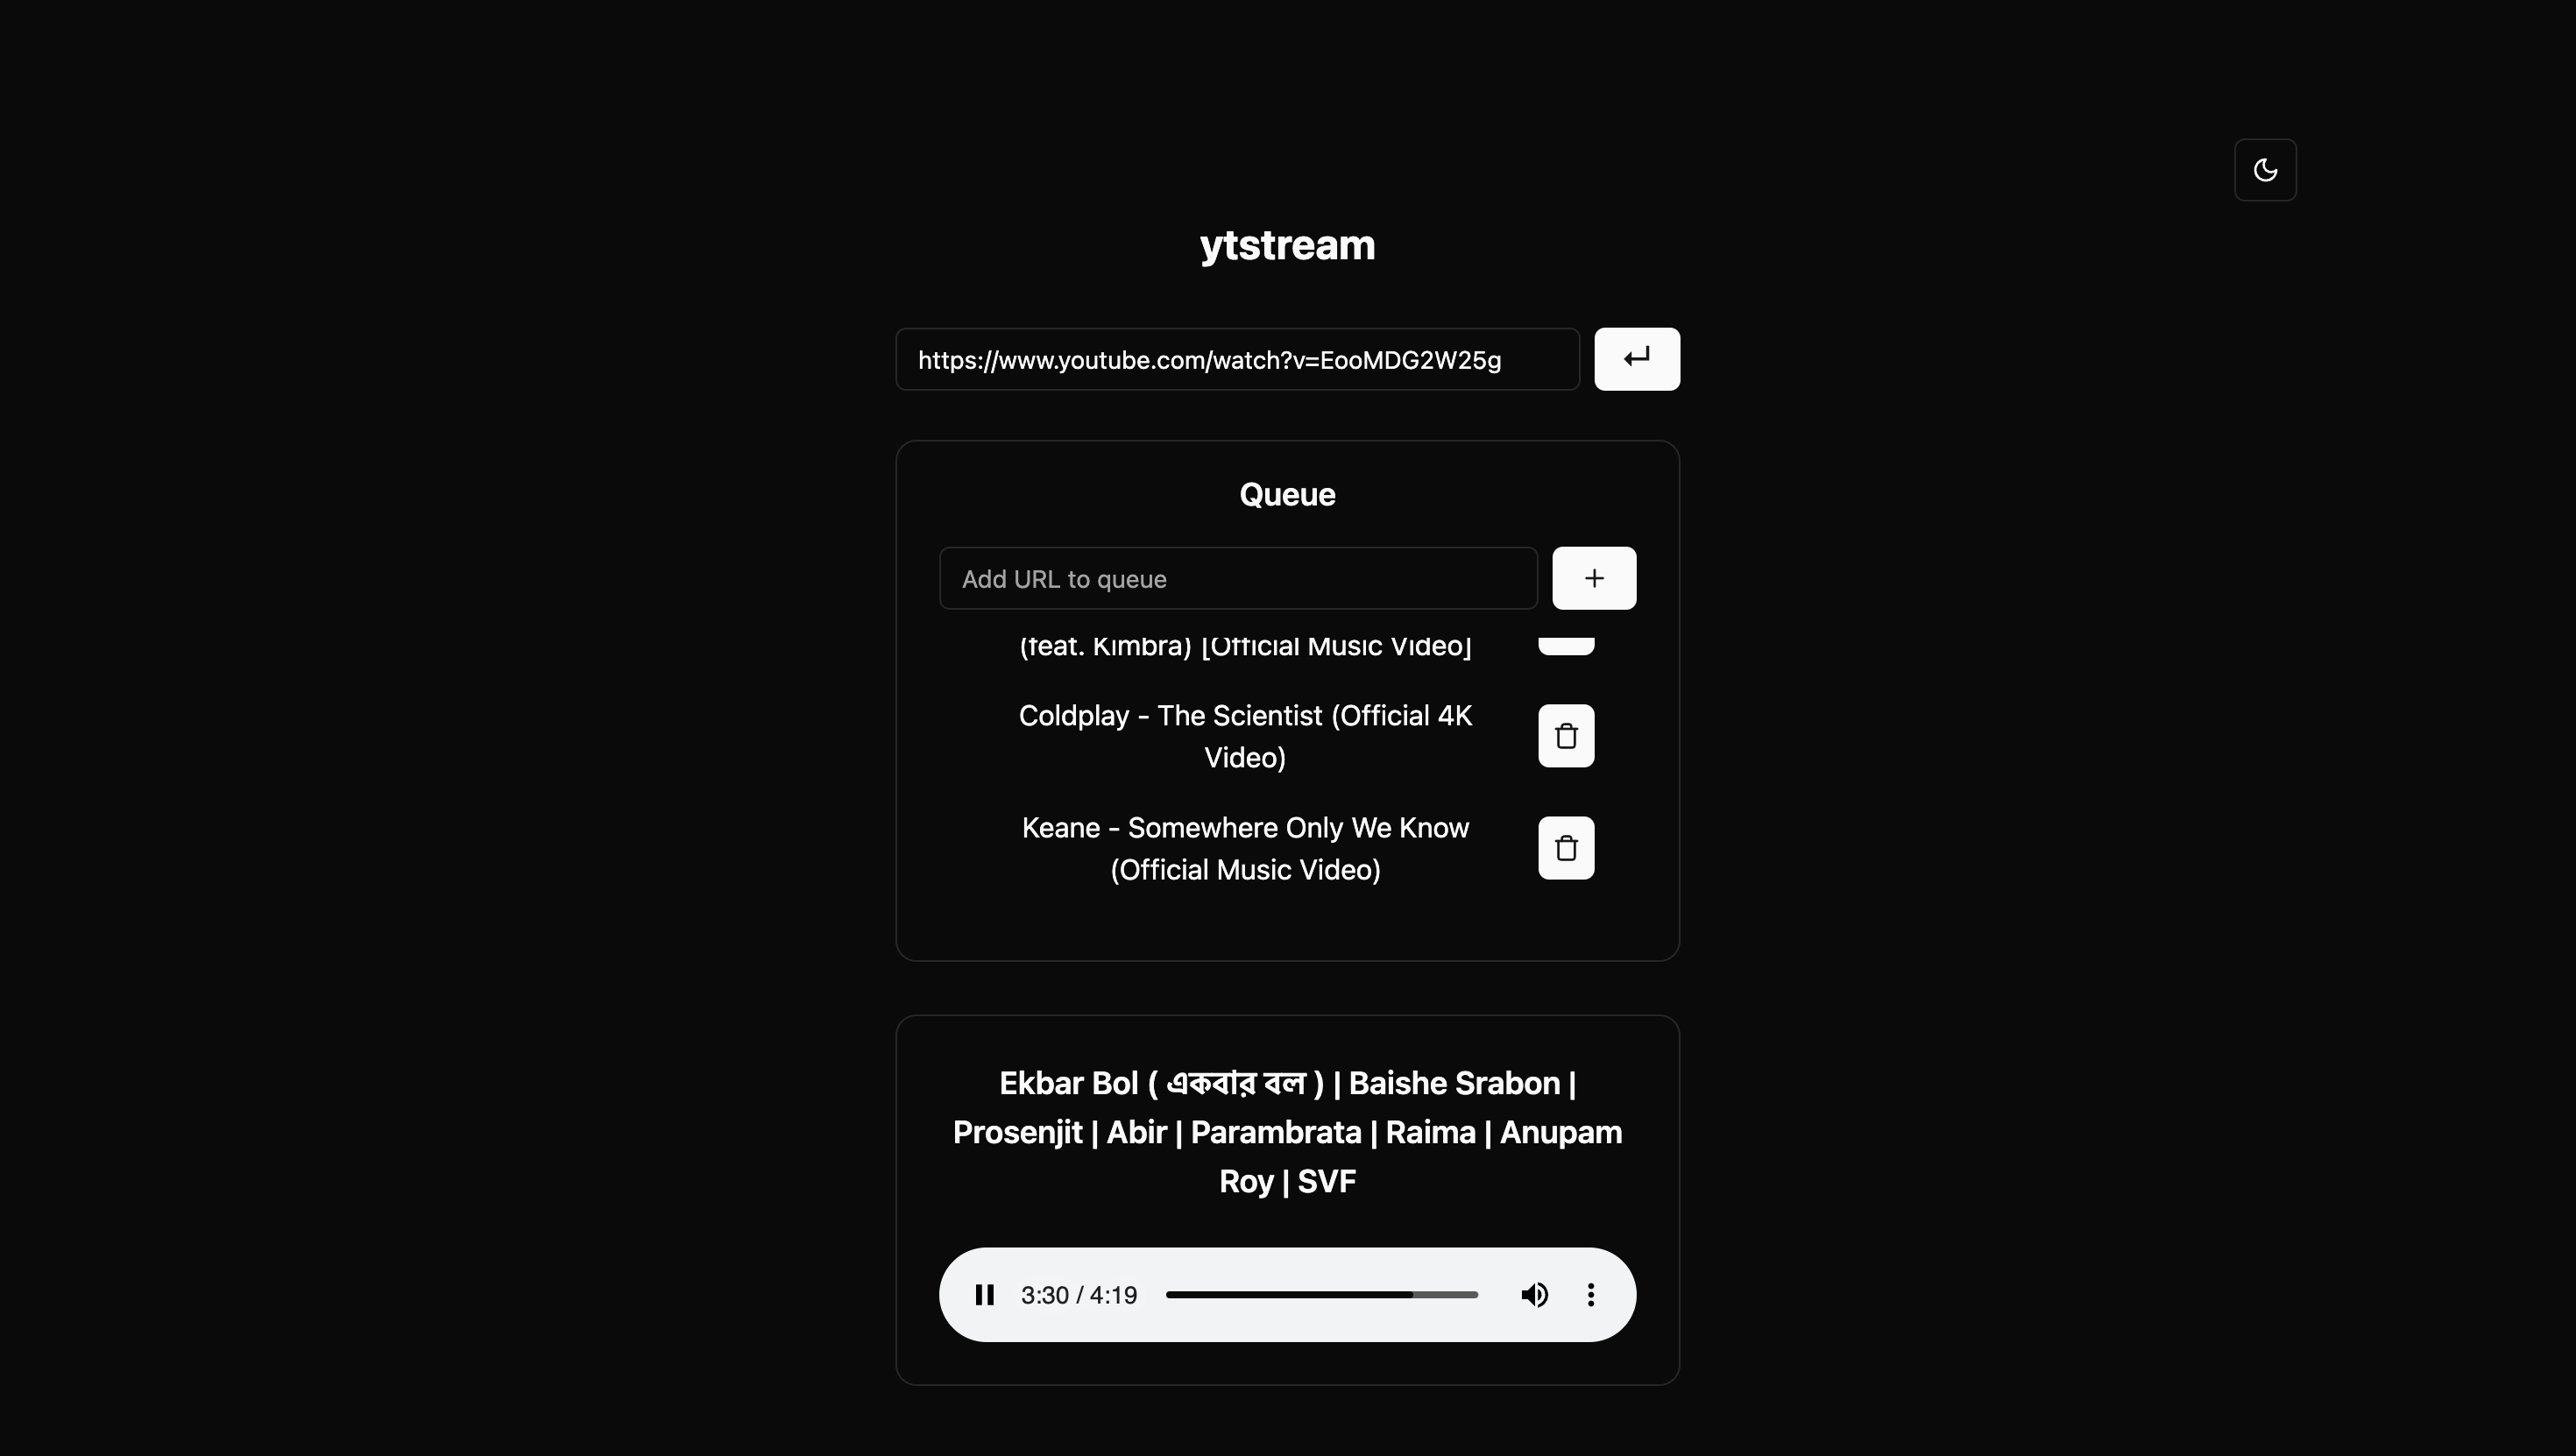 ytstream
https://www.youtube.com/watch?v=EooMDG2W25g
Queue
Add URL to queue
(feat. Kimbra) [Official Music Video]
Coldplay - The Scientist (Official 4K
Video)
Keane - Somewhere Only We Know
(Official Music Video)
Ekbar Bol ( একবার বল ) | Baishe Srabon |
Prosenjit | Abir | Parambrata | Raima | Anupam
Roy | SVF
3:30 / 4:19